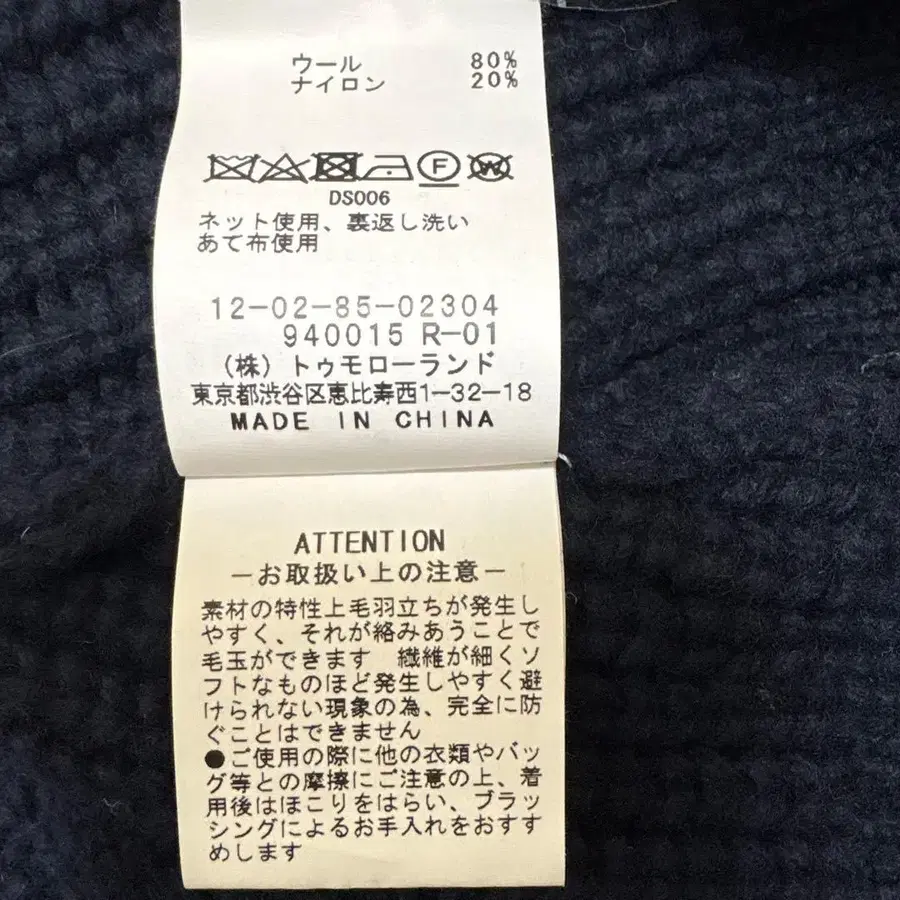 ウール 80%
ナイロン 20%
F W
DS006
ネット使用、裏返し洗い
あて布使用
12-02-85-02304
940015 R-01
(株)トゥモローランド
東京都渋谷区恵比寿西1-32-18
MADE IN CHINA
ATTENTION
-お取扱い上の注意-
素材の特性上毛羽立ちが発生し
やすく、それが絡みあうことで
毛玉ができます 繊維が細くソ
フトなものほど発生しやすく避
けられない現象の為、完全に防
ぐことはできません
●ご使用の際に他の衣類やバッ
グ等との摩擦にご注意の上、着
用後はほこりをはらい、ブラッ
シングによるお手入れをおすす
めします